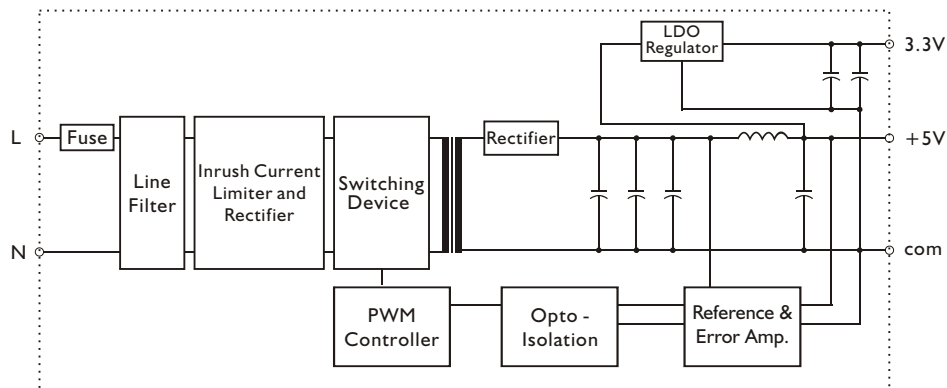 LDO
Regulator
3.3V
L
Fuse
Line
Filter
Inrush Current
Limiter and
Rectifier
Switching
Device
Rectifier
+5V
N
com
PWM
Controller
Opto -
Isolation
Reference &
Error Amp.